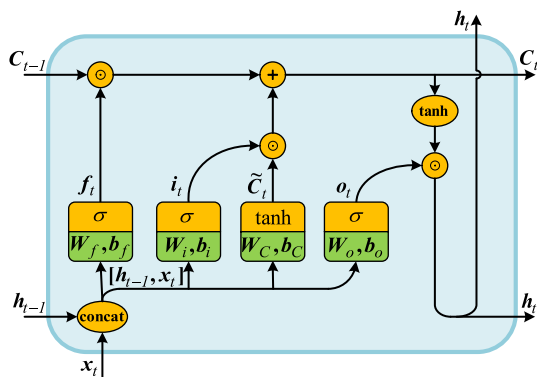 h_t
C_{t-1} ⊙ + C_t
tanh
⊙ ⊙
f_t i_t C̃_t o_t
σ σ tanh σ
W_f,b_f W_i,b_i W_C,b_C W_o,b_o
[h_{t-1},x_t]
h_{t-1} concat h_t
x_t